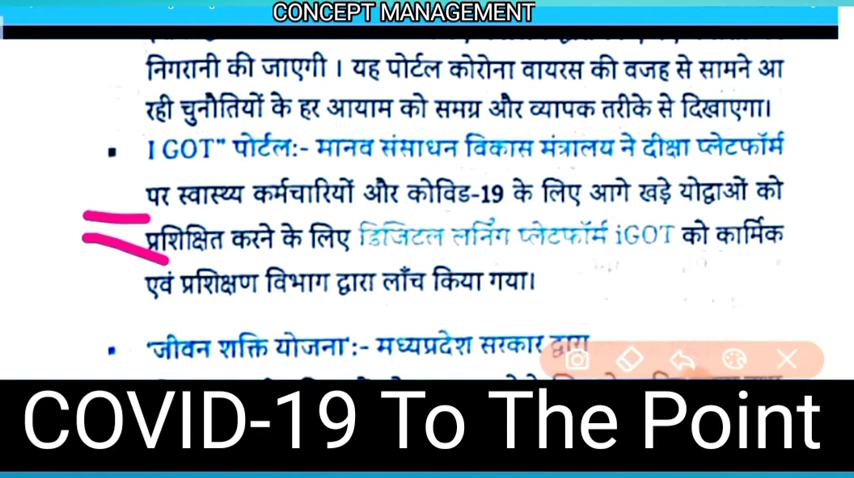 CONCEPT MANAGEMENT
निगरानी की जाएगी । यह पोर्टल कोरोना वायरस की वजह से सामने आ
रही चुनौतियों के हर आयाम को समग्र और व्यापक तरीके से दिखाएगा।
▪ I GOT" पोर्टल:- मानव संसाधन विकास मंत्रालय ने दीक्षा प्लेटफॉर्म
पर स्वास्थ्य कर्मचारियों और कोविड-19 के लिए आगे खड़े योद्धाओं को
प्रशिक्षित करने के लिए डिजिटल लर्निंग प्लेटफॉर्म iGOT को कार्मिक
एवं प्रशिक्षण विभाग द्वारा लाँच किया गया।
▪ 'जीवन शक्ति योजना':- मध्यप्रदेश सरकार द्वारा
COVID-19 To The Point